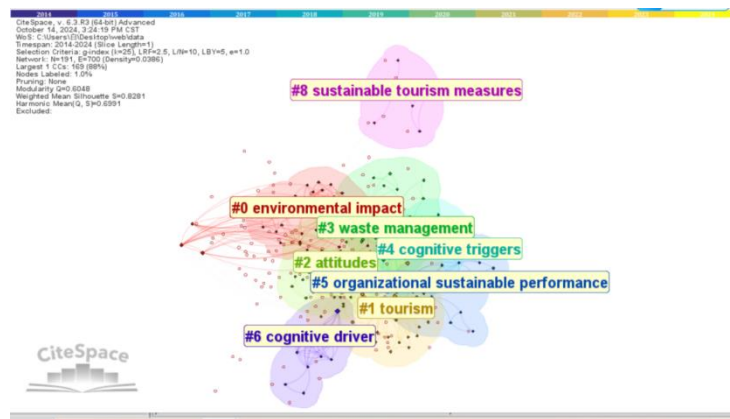 2014 2015 2016 2017 2018 2019 2020 2021 2022 2023
CiteSpace, v. 6.3.R3 (64-bit) Advanced
October 14, 2024, 3:24:19 PM CST
WoS: C:\Users\EI\Desktop\web\data
Timespan: 2014-2024 (Slice Length=1)
Selection Criteria: g-index (k=25), LRF=2.5, L/N=10, LBY=5, e=1.0
Network: N=191, E=700 (Density=0.0386)
Largest 1 CCs: 169 (88%)
Nodes Labeled: 1.0%
Pruning: None
Modularity Q=0.6048
Weighted Mean Silhouette S=0.8281
Harmonic Mean(Q, S)=0.6991
Excluded:
#8 sustainable tourism measures
#0 environmental impact
#3 waste management
#4 cognitive triggers
#2 attitudes
#5 organizational sustainable performance
#1 tourism
#6 cognitive driver
CiteSpace